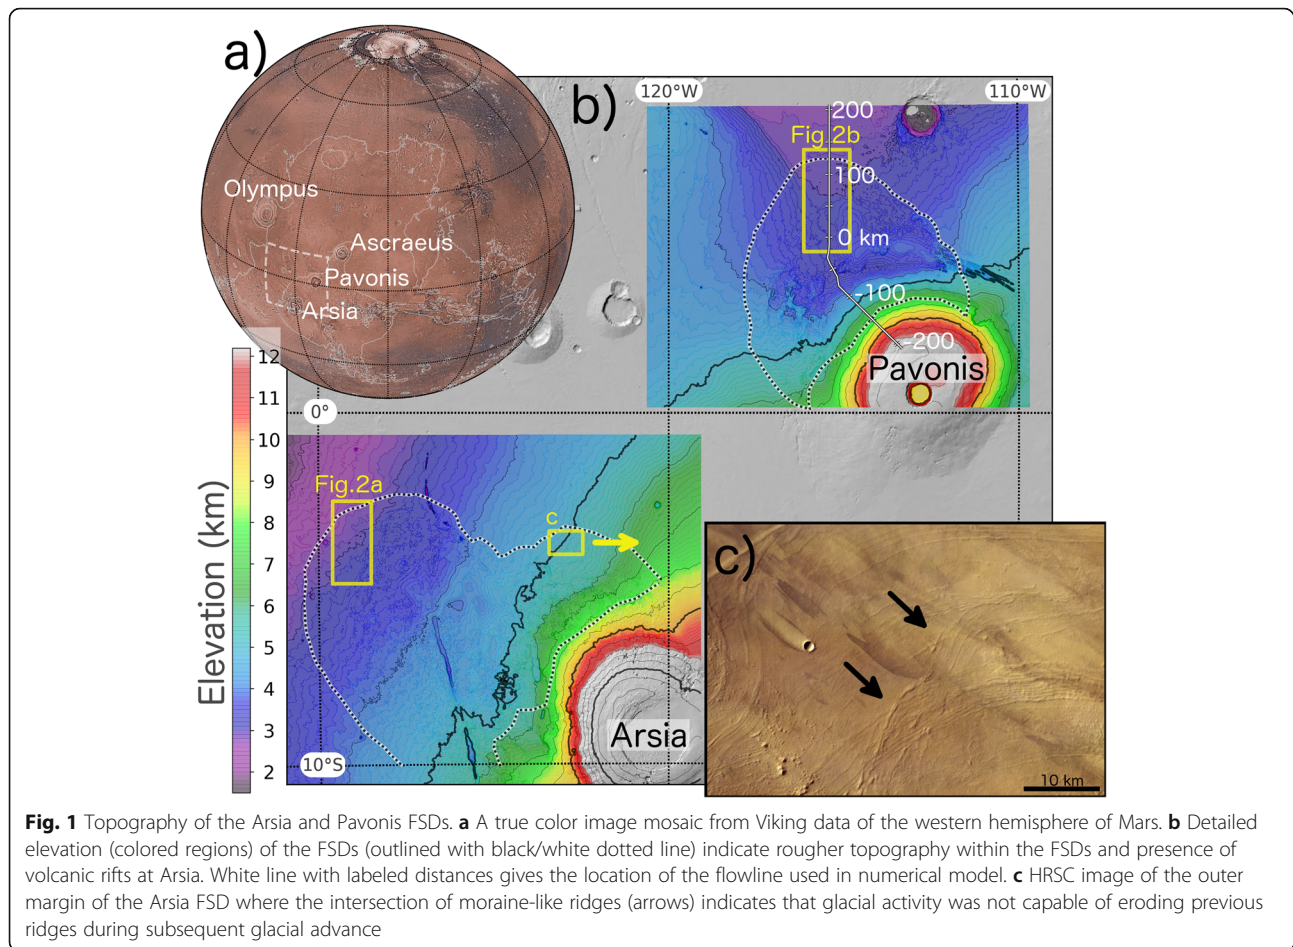 a)
Olympus
Ascraeus
Pavonis
Arsia
b)
120°W
110°W
200
Fig.2b
100
0 km
-100
-200
Pavonis
0°
Elevation (km)
12
11
10
9
8
7
6
5
4
3
2
Fig.2a
c
Arsia
10°S
c)
10 km
Fig. 1 Topography of the Arsia and Pavonis FSDs. a A true color image mosaic from Viking data of the western hemisphere of Mars. b Detailed
elevation (colored regions) of the FSDs (outlined with black/white dotted line) indicate rougher topography within the FSDs and presence of
volcanic rifts at Arsia. White line with labeled distances gives the location of the flowline used in numerical model. c HRSC image of the outer
margin of the Arsia FSD where the intersection of moraine-like ridges (arrows) indicates that glacial activity was not capable of eroding previous
ridges during subsequent glacial advance